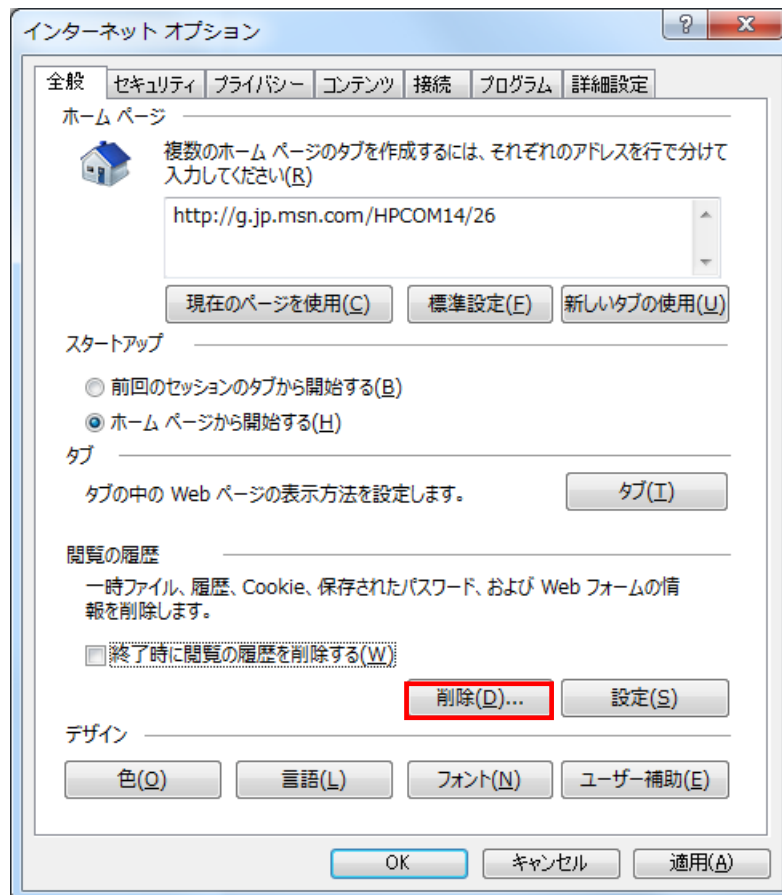 インターネット オプション
全般 セキュリティ プライバシー コンテンツ 接続 プログラム 詳細設定
ホーム ページ
複数のホーム ページのタブを作成するには、それぞれのアドレスを行で分けて
入力してください(R)
http://g.jp.msn.com/HPCOM14/26
現在のページを使用(C) 標準設定(F) 新しいタブの使用(U)
スタートアップ
前回のセッションのタブから開始する(B)
ホーム ページから開始する(H)
タブ
タブの中の Web ページの表示方法を設定します。 タブ(T)
閲覧の履歴
一時ファイル、履歴、Cookie、保存されたパスワード、および Web フォームの情
報を削除します。
終了時に閲覧の履歴を削除する(W)
削除(D)... 設定(S)
デザイン
色(O) 言語(L) フォント(N) ユーザー補助(E)
OK キャンセル 適用(A)